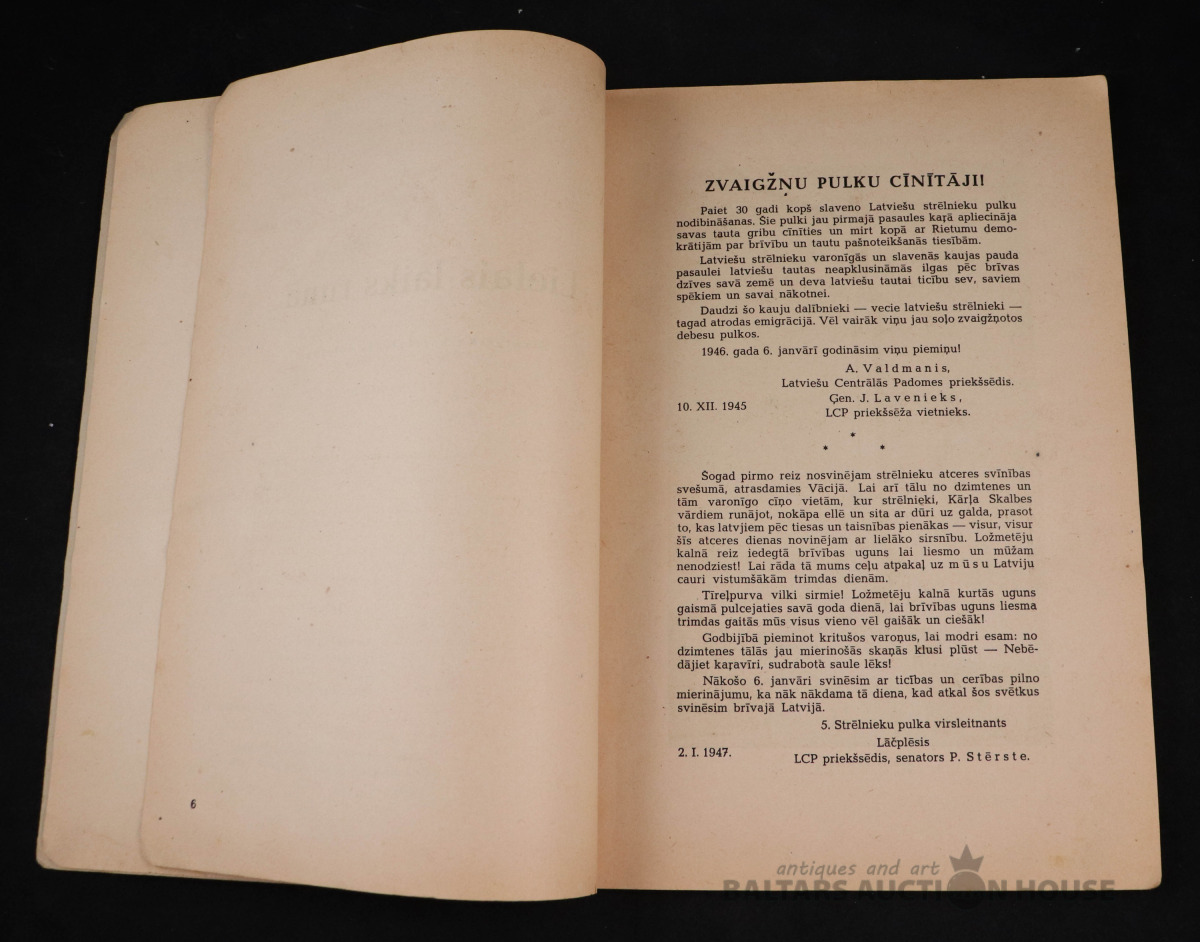 ZVAIGŽŅU PULKU CĪNĪTĀJI!
Paiet 30 gadi kopš slaveno Latviešu strēlnieku pulku
nodibināšanas. Šie pulki jau pirmajā pasaules kaŗā apliecināja
savas tauta gribu cīnīties un mirt kopā ar Rietumu demo-
krātijām par brīvību un tautu pašnoteikšanās tiesībām.
Latviešu strēlnieku varonīgās un slavenās kaujas pauda
pasaulei latviešu tautas neapklusināmās ilgas pēc brīvas
dzīves savā zemē un deva latviešu tautai ticību sev, saviem
spēkiem un savai nākotnei.
Daudzi šo kauju dalībnieki — vecie latviešu strēlnieki —
tagad atrodas emigrācijā. Vēl vairāk viņu jau soļo zvaigžņotos
debesu pulkos.
1946. gada 6. janvārī godināsim viņu piemiņu!
A. Valdmanis,
Latviešu Centrālās Padomes priekšsēdis.
Ģen. J. Lavenieks,
10. XII. 1945
LCP priekšsēža vietnieks.
*
* *
Šogad pirmo reiz nosvinējam strēlnieku atceres svinības
svešumā, atrasdamies Vācijā. Lai arī tālu no dzimtenes un
tām varonīgo cīņo vietām, kur strēlnieki, Kārļa Skalbes
vārdiem runājot, nokāpa ellē un sita ar dūri uz galda, prasot
to, kas latvjiem pēc tiesas un taisnības pienākas — visur, visur
šīs atceres dienas novinējam ar lielāko sirsnību. Ložmetēju
kalnā reiz iedegtā brīvības uguns lai liesmo un mūžam
nenodziest! Lai rāda tā mums ceļu atpakaļ uz mūsu Latviju
cauri vistumšākām trimdas dienām.
Tīreļpurva vilki sirmie! Ložmetēju kalnā kurtās uguns
gaismā pulcejaties savā goda dienā, lai brīvības uguns liesma
trimdas gaitās mūs visus vieno vēl gaišāk un ciešāk!
Godbijībā pieminot kritušos varoņus, lai modri esam: no
dzimtenes tālās jau mierinošās skaņās klusi plūst — Nebē-
dājiet kaŗavīri, sudrabota saule lēks!
Nākošo 6. janvāri svinēsim ar ticības un cerības pilno
mierinājumu, ka nāk nākdama tā diena, kad atkal šos svētkus
svinēsim brīvajā Latvijā.
5. Strēlnieku pulka virsleitnants
Lāčplēsis
2. I. 1947.
LCP priekšsēdis, senators P. Stērste.
6
antiques and art
BALTARS AUCTION HOUSE